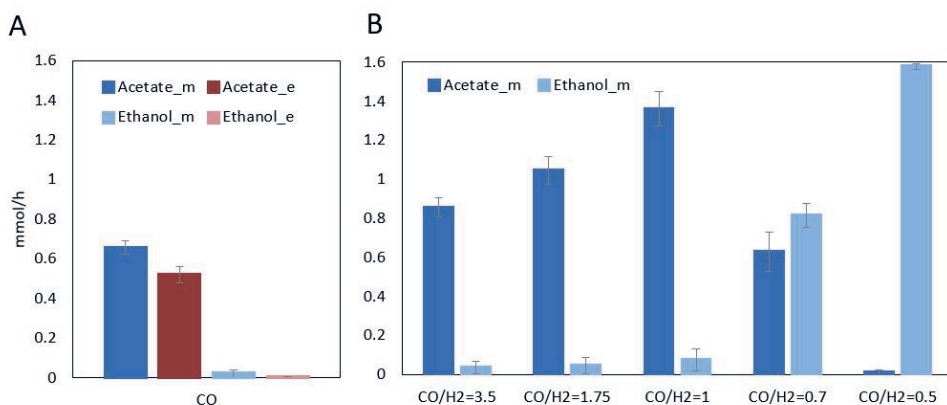 A
1.6
1.4
1.2
1
0.8
0.6
0.4
0.2
0
mmol/h
Acetate_m Acetate_e
Ethanol_m Ethanol_e
CO
B
1.6
1.4
1.2
1
0.8
0.6
0.4
0.2
0
Acetate_m Ethanol_m
CO/H2=3.5 CO/H2=1.75 CO/H2=1 CO/H2=0.7 CO/H2=0.5